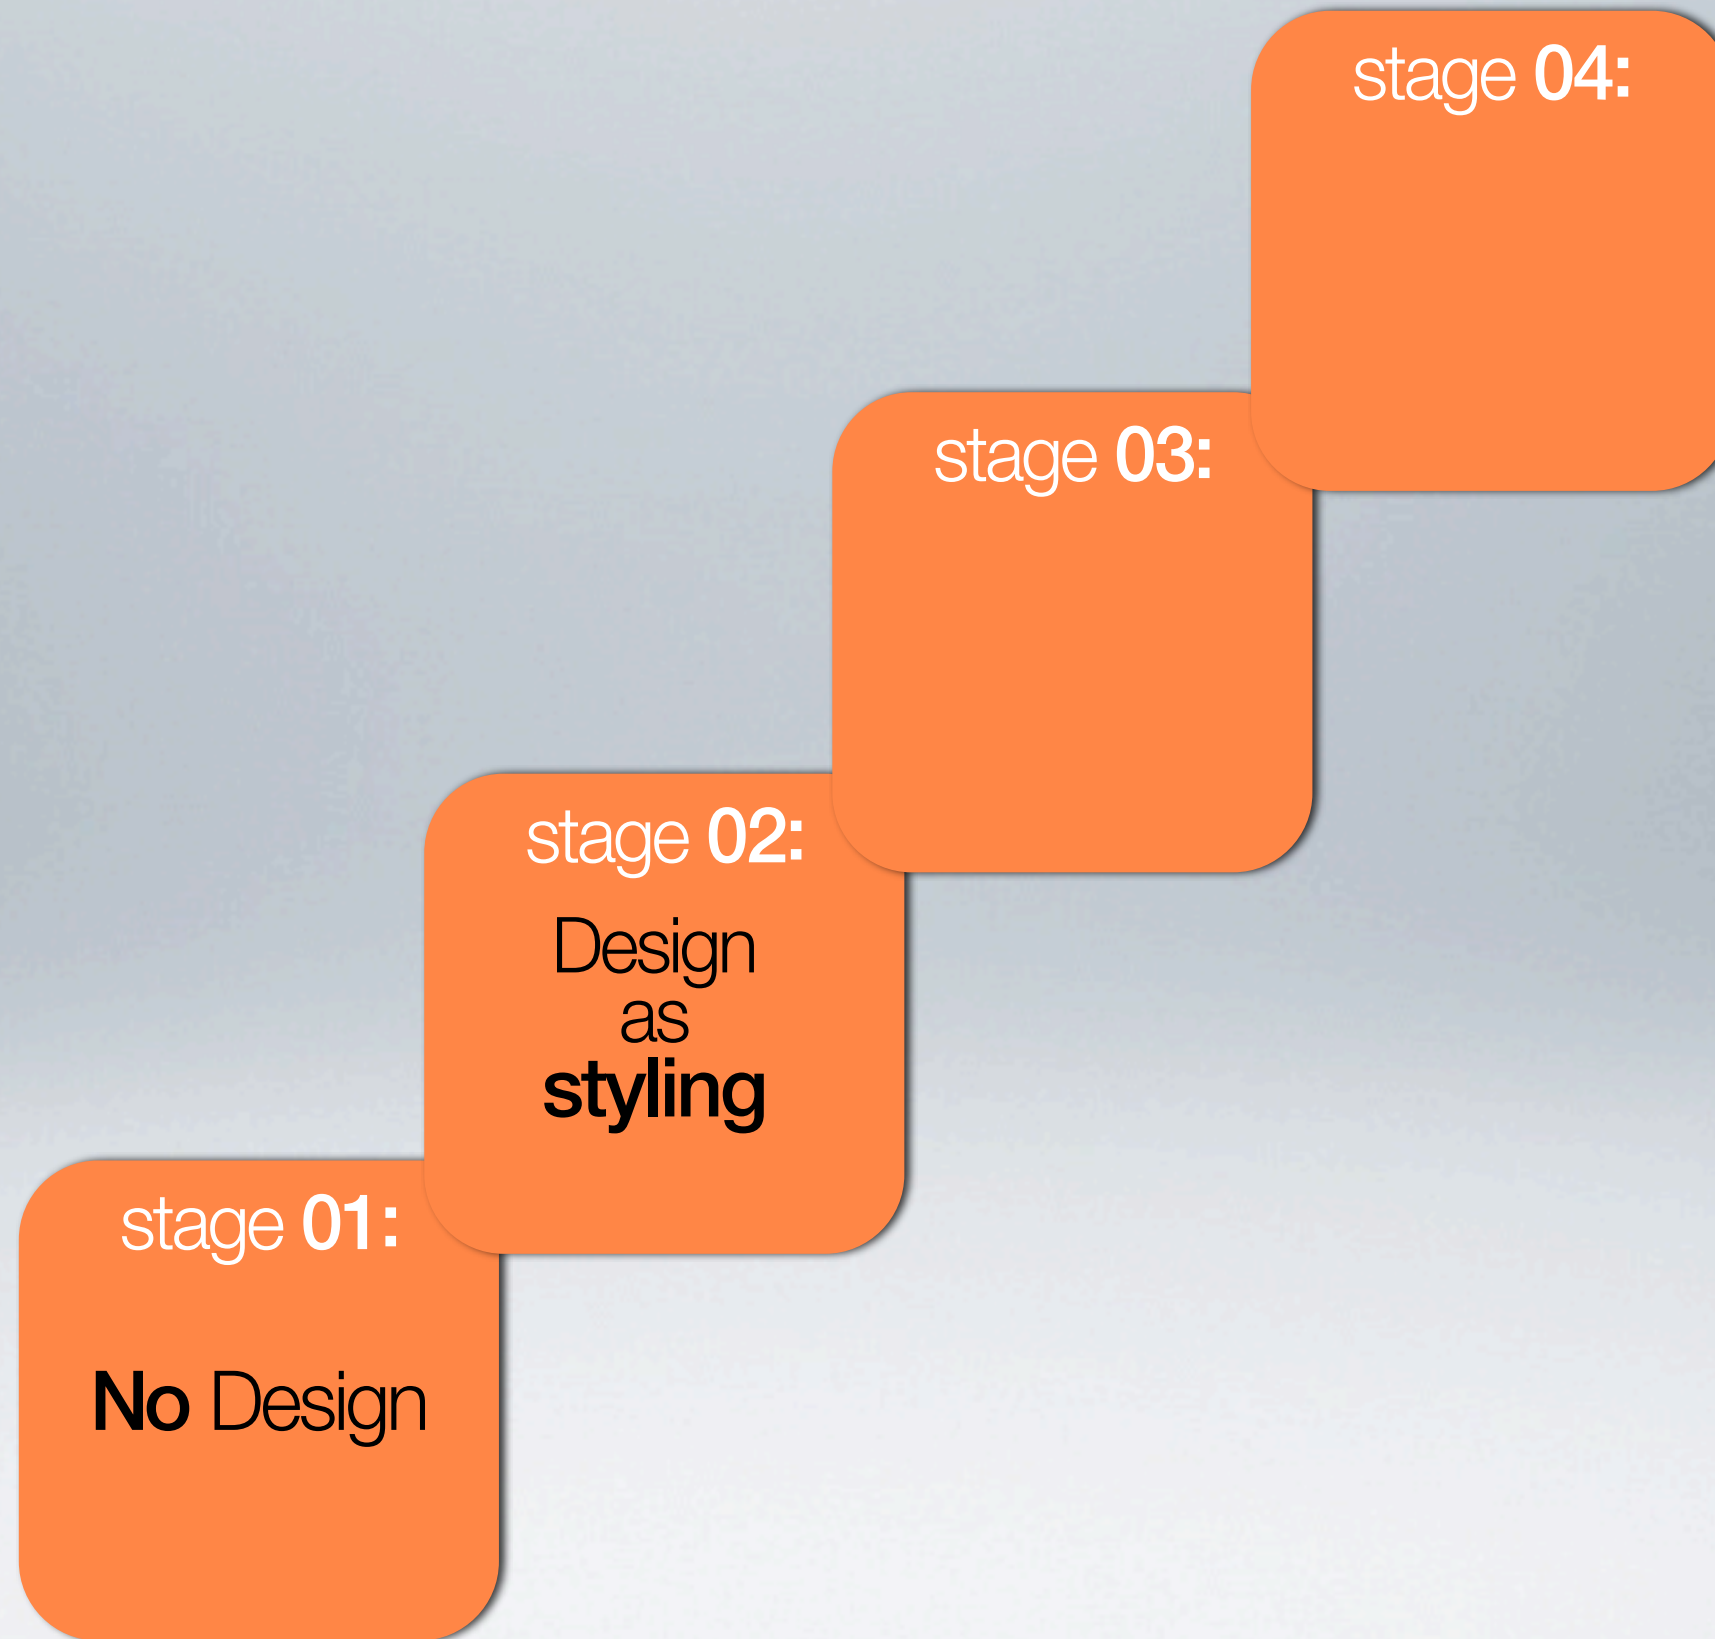 stage 04:
stage 03:
stage 02:
Design
as
styling
stage 01:
No Design